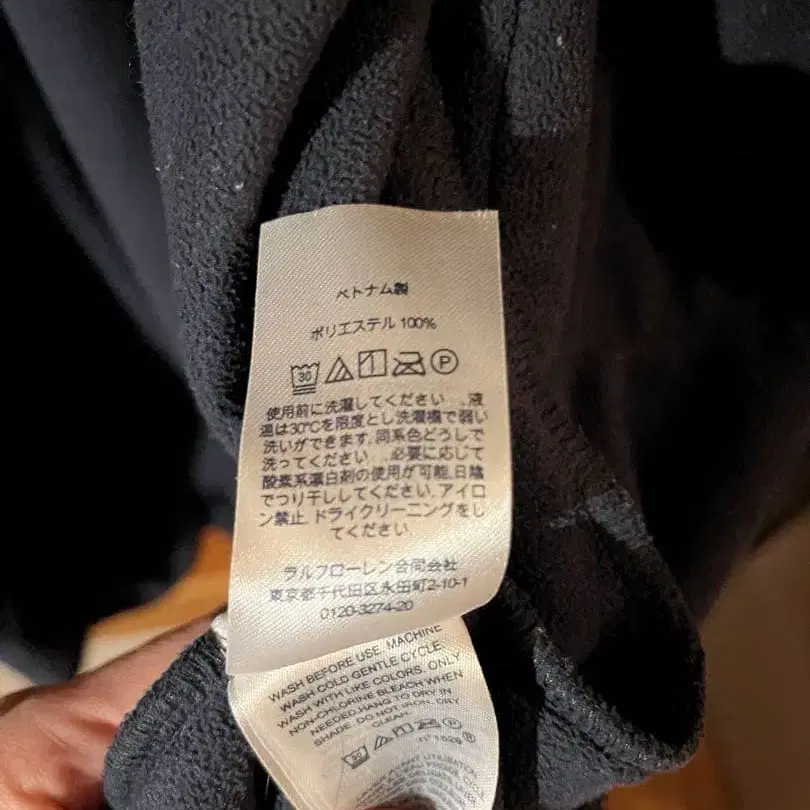 ベトナム製
ポリエステル 100%
30 P
使用前に洗濯してください 液
温は30℃を限度とし洗濯機で弱い
洗いができます.同系色どうしで
洗ってください 必要に応じて
酸素系漂白剤の使用が可能.日陰
でつり干ししてください.アイロ
ン禁止.ドライクリーニングをし
てください.
ラルフローレン合同会社
東京都千代田区永田町2-10-1
0120-3274-20
WASH BEFORE USE. MACHINE
WASH COLD GENTLE CYCLE.
WASH WITH LIKE COLORS. ONLY
NON-CHLORINE BLEACH WHEN
NEEDED.HANG TO DRY IN
SHADE. DO NOT IRON. DRY
CLEAN
30